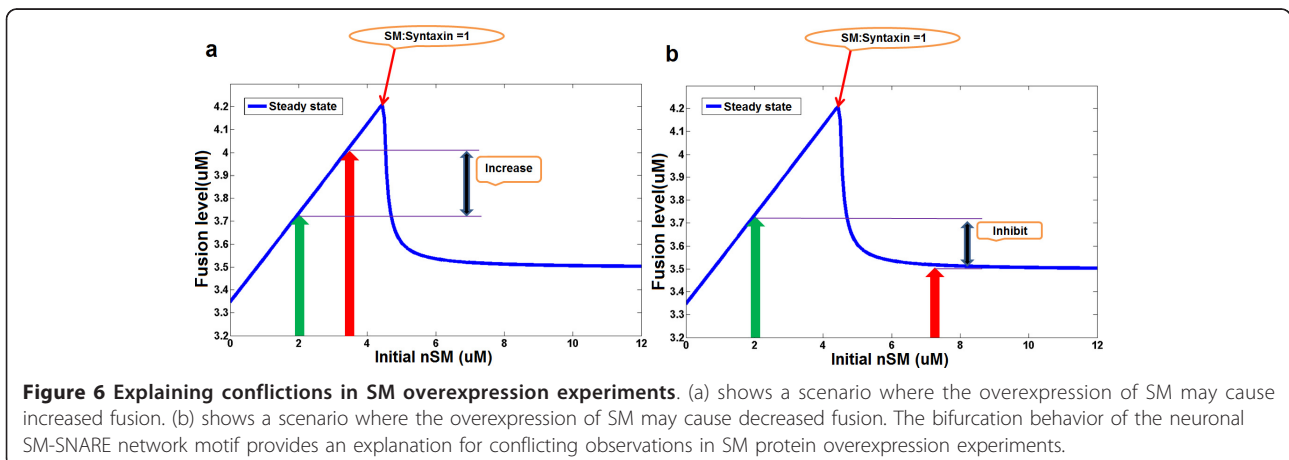 a
SM:Syntaxin =1
Steady state
Increase
Fusion level(uM)
4.2
4.1
4
3.9
3.8
3.7
3.6
3.5
3.4
3.3
3.2
0 2 4 6 8 10 12
Initial nSM (uM)
b
SM:Syntaxin =1
Steady state
Inhibit
Fusion level(uM)
4.2
4.1
4
3.9
3.8
3.7
3.6
3.5
3.4
3.3
3.2
0 2 4 6 8 10 12
Initial nSM (uM)
Figure 6 Explaining conflictions in SM overexpression experiments. (a) shows a scenario where the overexpression of SM may cause
increased fusion. (b) shows a scenario where the overexpression of SM may cause decreased fusion. The bifurcation behavior of the neuronal
SM-SNARE network motif provides an explanation for conflicting observations in SM protein overexpression experiments.